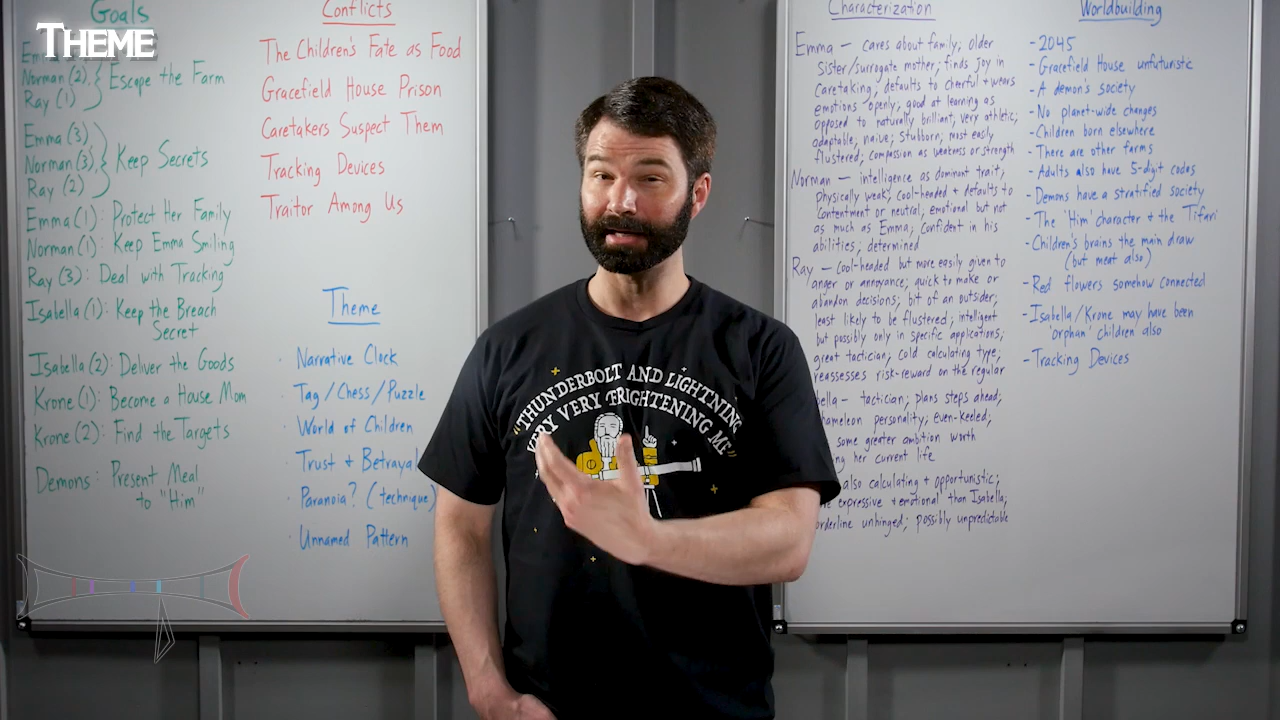 THEME
Goals
Norman (2)
Ray (1)
Escape the Farm
Emma (3)
Norman (3)
Ray (2)
Keep Secrets
Emma (1): Protect Her Family
Norman (1): Keep Emma Smiling
Ray (3): Deal with Tracking
Isabella (1): Keep the Breach
Secret
Isabella (2): Deliver the Goods
Krone (1): Become a House Mom
Krone (2): Find the Targets
Demons: Present Meal
to "Him"
Conflicts
The Children's Fate as Food
Gracefield House Prison
Caretakers Suspect Them
Tracking Devices
Traitor Among Us
Theme
· Narrative Clock
· Tag/Chess/Puzzle
· World of Children
· Trust + Betrayal
· Paranoia? (technique)
· Unnamed Pattern
"THUNDERBOLT AND LIGHTNING
VERY VERY FRIGHTENING ME"
Characterization
Emma – cares about family; older
sister/surrogate mother; finds joy in
caretaking; defaults to cheerful + wears
emotions openly; good at learning as
opposed to naturally brilliant; very athletic;
adaptable; naive; stubborn; most easily
flustered; compassion as weakness or strength
Norman – intelligence as dominant trait;
physically weak; cool-headed + defaults to
contentment or neutral; emotional but not
as much as Emma; confident in his
abilities; determined
Ray – cool-headed but more easily given to
anger or annoyance; quick to make or
abandon decisions; bit of an outsider;
least likely to be flustered; intelligent
but possibly only in specific applications;
great tactician; cold calculating type;
reassesses risk-reward on the regular
bella – tactician; plans steps ahead;
hameleon personality; even-keeled;
some greater ambition worth
ng her current life
also calculating + opportunistic;
expressive + emotional than Isabella;
orderline unhinged; possibly unpredictable
Worldbuilding
- 2045
- Gracefield House unfuturistic
- A demon's society
- No planet-wide changes
- Children born elsewhere
- There are other farms
- Adults also have 5-digit codes
- Demons have a stratified society
- The 'Him' character + the Tifari
- Children's brains the main draw
(but meat also)
- Red flowers somehow connected
- Isabella/Krone may have been
'orphan' children also
- Tracking Devices